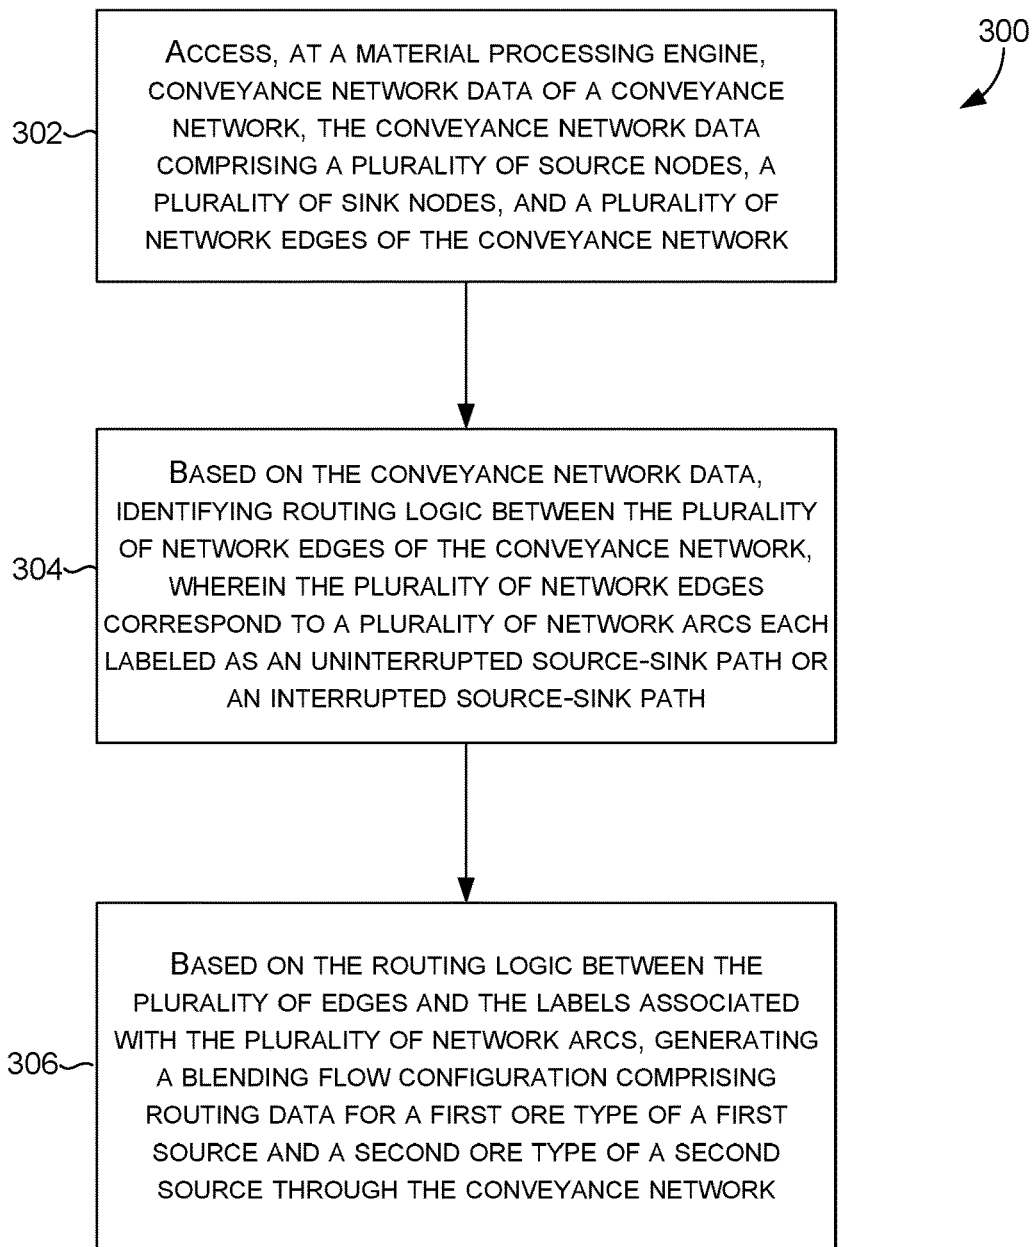 300
ACCESS, AT A MATERIAL PROCESSING ENGINE,
CONVEYANCE NETWORK DATA OF A CONVEYANCE
NETWORK, THE CONVEYANCE NETWORK DATA
COMPRISING A PLURALITY OF SOURCE NODES, A
PLURALITY OF SINK NODES, AND A PLURALITY OF
NETWORK EDGES OF THE CONVEYANCE NETWORK
302
BASED ON THE CONVEYANCE NETWORK DATA,
IDENTIFYING ROUTING LOGIC BETWEEN THE PLURALITY
OF NETWORK EDGES OF THE CONVEYANCE NETWORK,
WHEREIN THE PLURALITY OF NETWORK EDGES
CORRESPOND TO A PLURALITY OF NETWORK ARCS EACH
LABELED AS AN UNINTERRUPTED SOURCE-SINK PATH OR
AN INTERRUPTED SOURCE-SINK PATH
304
BASED ON THE ROUTING LOGIC BETWEEN THE
PLURALITY OF EDGES AND THE LABELS ASSOCIATED
WITH THE PLURALITY OF NETWORK ARCS, GENERATING
A BLENDING FLOW CONFIGURATION COMPRISING
ROUTING DATA FOR A FIRST ORE TYPE OF A FIRST
SOURCE AND A SECOND ORE TYPE OF A SECOND
SOURCE THROUGH THE CONVEYANCE NETWORK
306